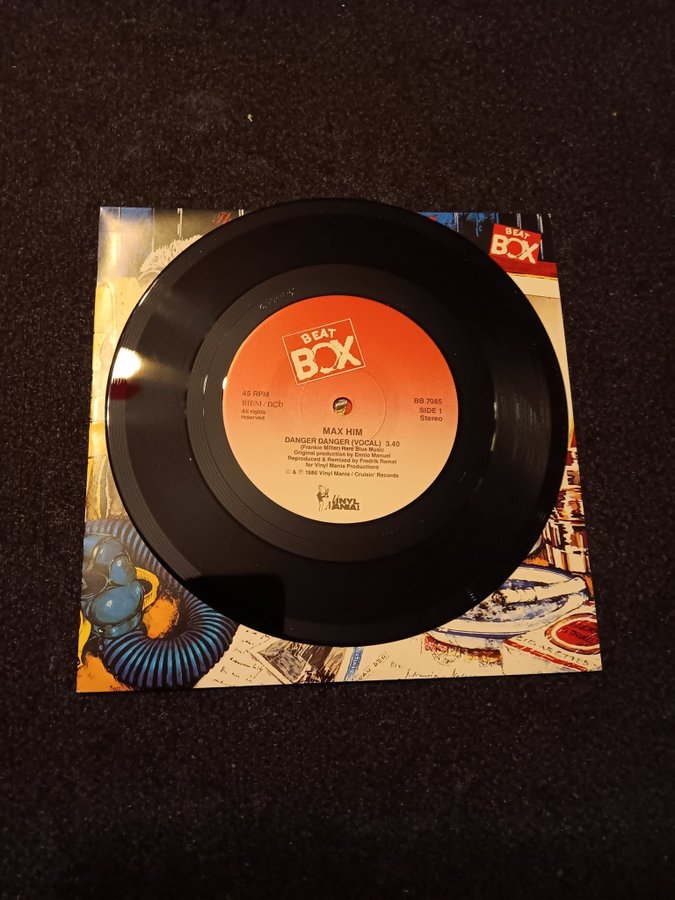 BEAT
BOX
BEAT
BOX
45 RPM
BIEM / ncb
All rights
reserved
BB 7085
SIDE 1
Stereo
MAX HIM
DANGER DANGER (VOCAL) 3.40
(Frankie Miller) Rare Blue Music
Original production by Ennio Manuel
Reproduced & Remixed by Fredrik Ramel
for Vinyl Mania Productions
© & ℗ 1986 Vinyl Mania / Cruisin' Records
VINYL
MANIA